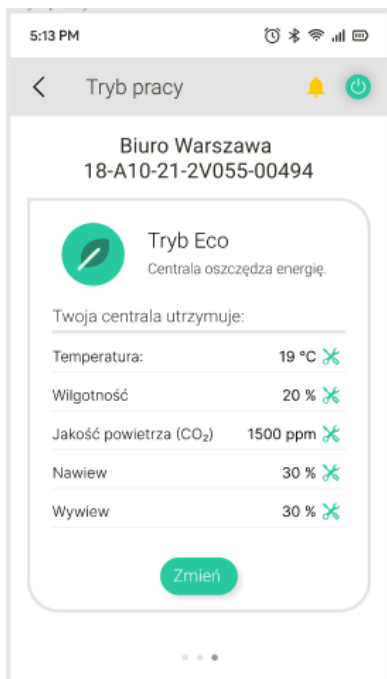 5:13 PM
Tryb pracy
Biuro Warszawa
18-A10-21-2V055-00494
Tryb Eco
Centrala oszczędza energię.
Twoja centrala utrzymuje:
Temperatura: 19 °C
Wilgotność 20 %
Jakość powietrza (CO₂) 1500 ppm
Nawiew 30 %
Wywiew 30 %
Zmień